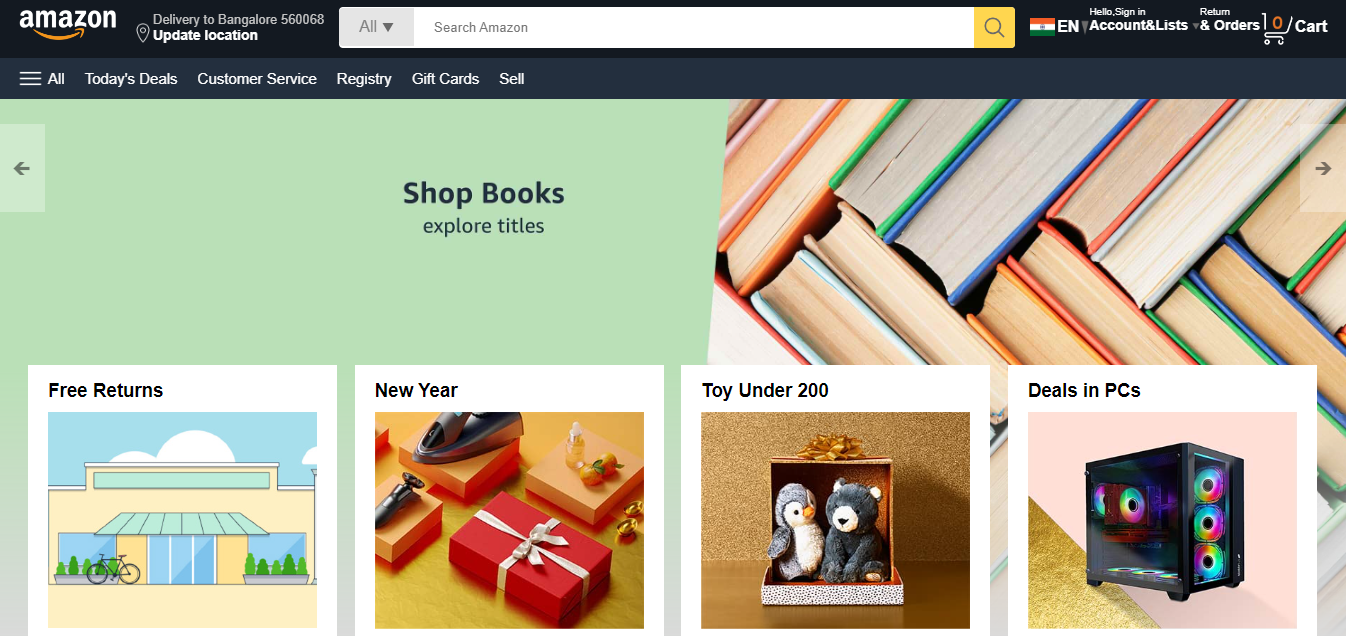 amazon
Delivery to Bangalore 560068
Update location
All
Search Amazon
EN
Hello,Sign in
Account&Lists
Return
& Orders
0
Cart
All
Today's Deals
Customer Service
Registry
Gift Cards
Sell
Shop Books
explore titles
Free Returns
New Year
Toy Under 200
Deals in PCs